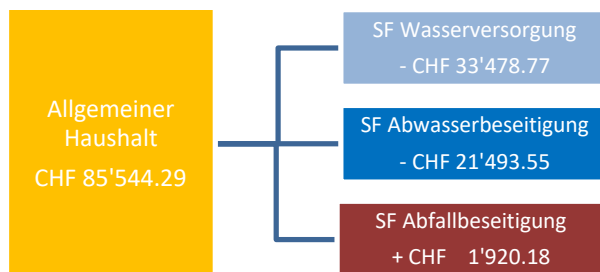 Allgemeiner
Haushalt
CHF 85'544.29
SF Wasserversorgung
- CHF 33'478.77
SF Abwasserbeseitigung
- CHF 21'493.55
SF Abfallbeseitigung
+ CHF 1'920.18